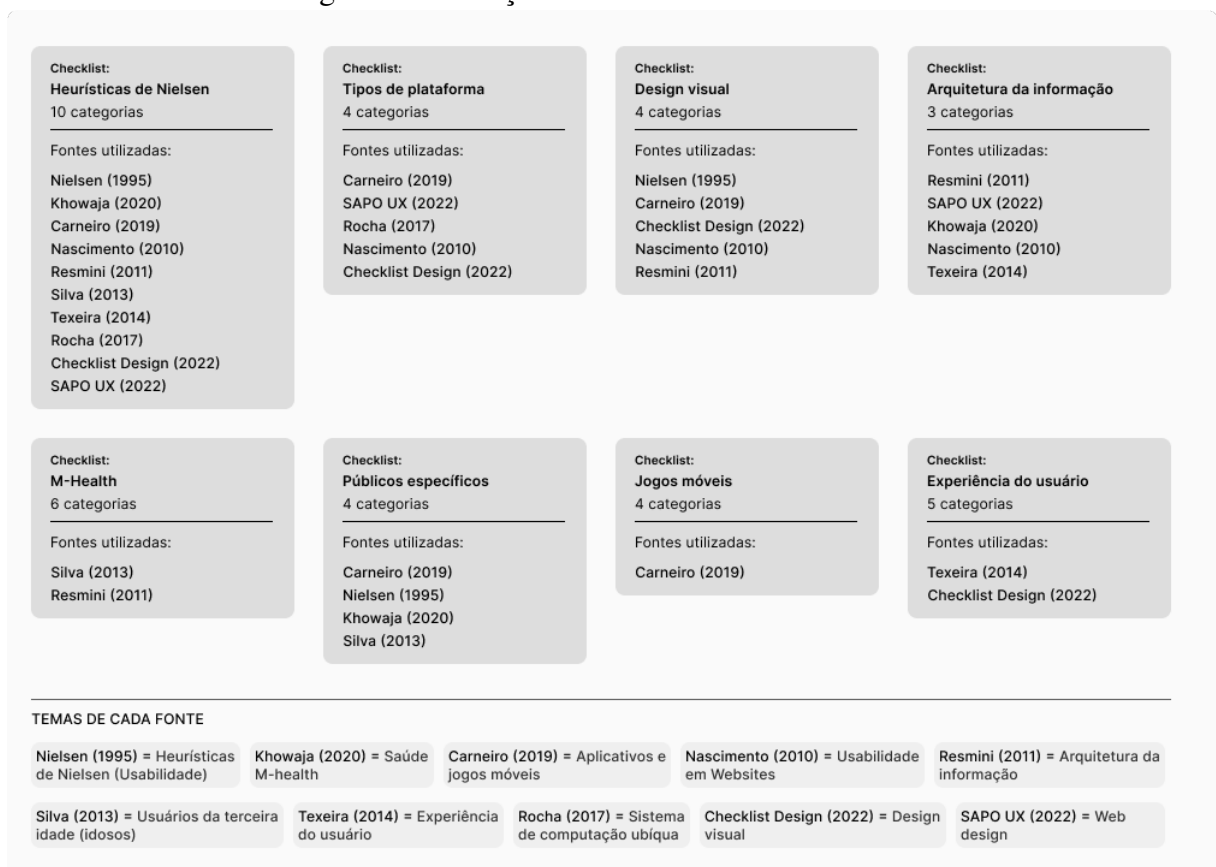 Checklist:
Heurísticas de Nielsen
10 categorias
Fontes utilizadas:
Nielsen (1995)
Khowaja (2020)
Carneiro (2019)
Nascimento (2010)
Resmini (2011)
Silva (2013)
Texeira (2014)
Rocha (2017)
Checklist Design (2022)
SAPO UX (2022)
Checklist:
Tipos de plataforma
4 categorias
Fontes utilizadas:
Carneiro (2019)
SAPO UX (2022)
Rocha (2017)
Nascimento (2010)
Checklist Design (2022)
Checklist:
Design visual
4 categorias
Fontes utilizadas:
Nielsen (1995)
Carneiro (2019)
Checklist Design (2022)
Nascimento (2010)
Resmini (2011)
Checklist:
Arquitetura da informação
3 categorias
Fontes utilizadas:
Resmini (2011)
SAPO UX (2022)
Khowaja (2020)
Nascimento (2010)
Texeira (2014)
Checklist:
M-Health
6 categorias
Fontes utilizadas:
Silva (2013)
Resmini (2011)
Checklist:
Públicos específicos
4 categorias
Fontes utilizadas:
Carneiro (2019)
Nielsen (1995)
Khowaja (2020)
Silva (2013)
Checklist:
Jogos móveis
4 categorias
Fontes utilizadas:
Carneiro (2019)
Checklist:
Experiência do usuário
5 categorias
Fontes utilizadas:
Texeira (2014)
Checklist Design (2022)
TEMAS DE CADA FONTE
Nielsen (1995) = Heurísticas
de Nielsen (Usabilidade)
Khowaja (2020) = Saúde
M-health
Carneiro (2019) = Aplicativos e
jogos móveis
Nascimento (2010) = Usabilidade
em Websites
Resmini (2011) = Arquitetura da
informação
Silva (2013) = Usuários da terceira
idade (idosos)
Texeira (2014) = Experiência
do usuário
Rocha (2017) = Sistema
de computação ubíqua
Checklist Design (2022) = Design
visual
SAPO UX (2022) = Web
design